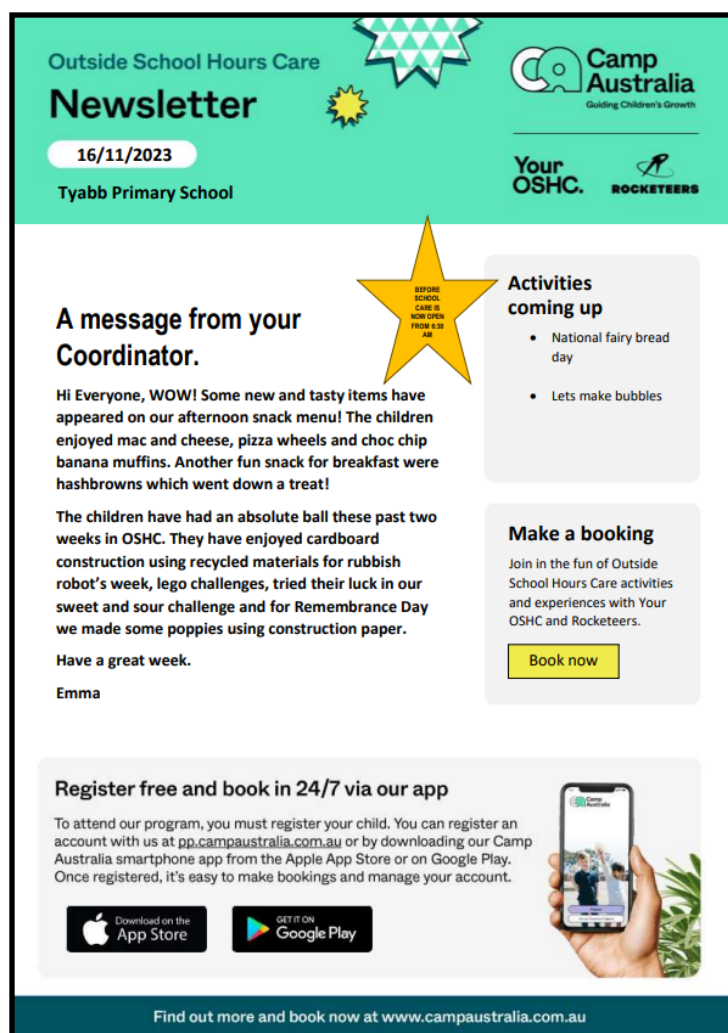 Outside School Hours Care
Newsletter
16/11/2023
Tyabb Primary School
Camp
Australia
Guiding Children's Growth
Your
OSHC.
ROCKETEERS
BEFORE
SCHOOL
CARE IS
NOW OPEN
FROM 6:30
AM
A message from your
Coordinator.
Hi Everyone, WOW! Some new and tasty items have
appeared on our afternoon snack menu! The children
enjoyed mac and cheese, pizza wheels and choc chip
banana muffins. Another fun snack for breakfast were
hashbrowns which went down a treat!
The children have had an absolute ball these past two
weeks in OSHC. They have enjoyed cardboard
construction using recycled materials for rubbish
robot's week, lego challenges, tried their luck in our
sweet and sour challenge and for Remembrance Day
we made some poppies using construction paper.
Have a great week.
Emma
Activities
coming up
• National fairy bread
day
• Lets make bubbles
Make a booking
Join in the fun of Outside
School Hours Care activities
and experiences with Your
OSHC and Rocketeers.
Book now
Register free and book in 24/7 via our app
To attend our program, you must register your child. You can register an
account with us at pp.campaustralia.com.au or by downloading our Camp
Australia smartphone app from the Apple App Store or on Google Play.
Once registered, it's easy to make bookings and manage your account.
Download on the
App Store
GET IT ON
Google Play
Camp
Australia
Find out more and book now at www.campaustralia.com.au